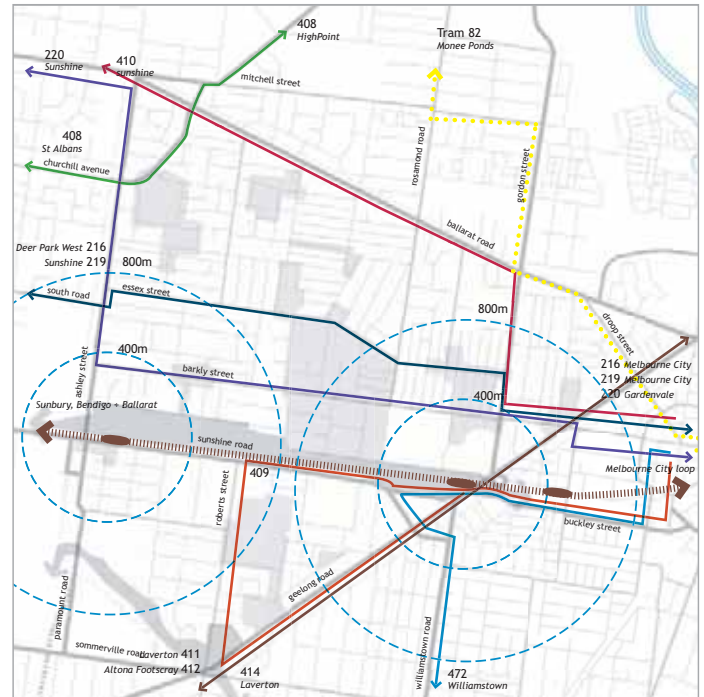 408
HighPoint
Tram 82
Monee Ponds
220
Sunshine
410
sunshine
mitchell street
408
St Albans
churchill avenue
rosamond road
gordon street
ballarat road
Deer Park West 216
Sunshine 219
800m
south road
essex street
800m
droop street
400m
ashley street
barkly street
216 Melbourne City
219 Melbourne City
220 Gardenvale
400m
Sunbury, Bendigo + Ballarat
sunshine road
Melbourne City loop
409
roberts street
buckley street
geelong road
paramount road
williamstown road
sommerville road
Laverton 411
Altona Footscray 412
414
Laverton
472
Williamstown